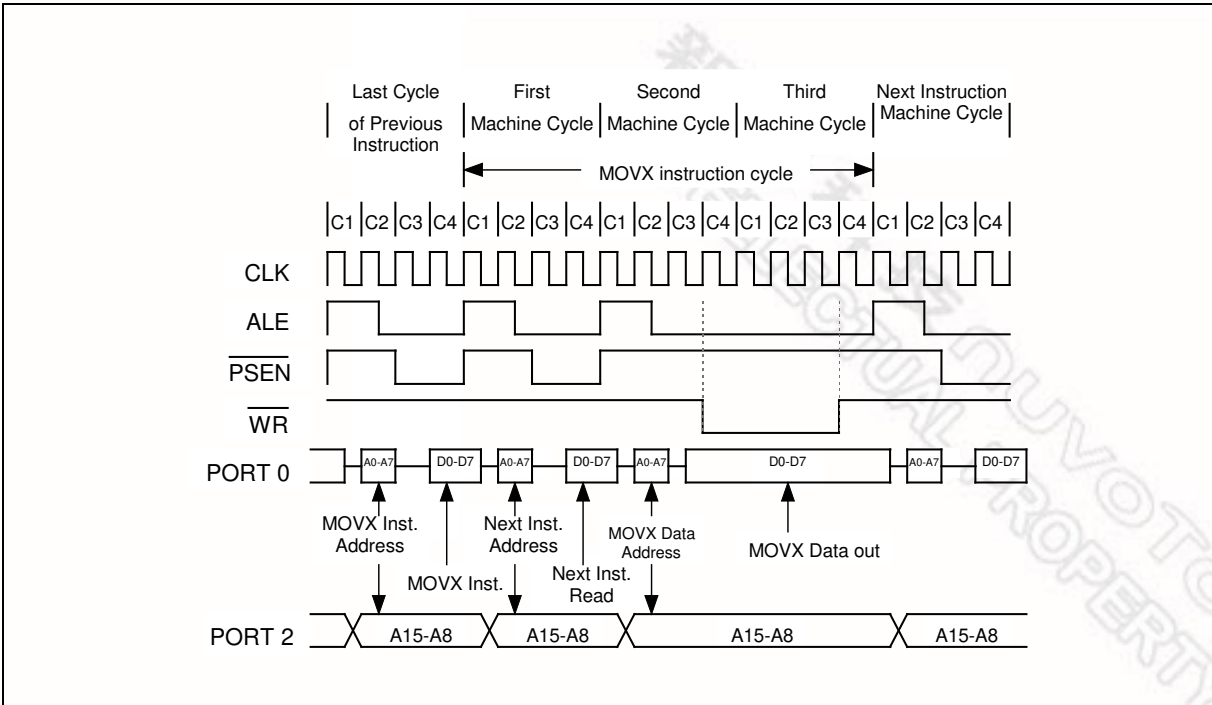 Last Cycle
of Previous
Instruction
First
Machine Cycle
Second
Machine Cycle
Third
Machine Cycle
Next Instruction
Machine Cycle
MOVX instruction cycle
C1 C2 C3 C4 C1 C2 C3 C4 C1 C2 C3 C4 C1 C2 C3 C4 C1 C2 C3 C4
CLK
ALE
PSEN
WR
PORT 0
A0-A7 D0-D7 A0-A7 D0-D7 A0-A7 D0-D7 A0-A7 D0-D7
MOVX Inst.
Address
MOVX Inst.
Next Inst.
Address
Next Inst.
Read
MOVX Data
Address
MOVX Data out
PORT 2
A15-A8 A15-A8 A15-A8 A15-A8